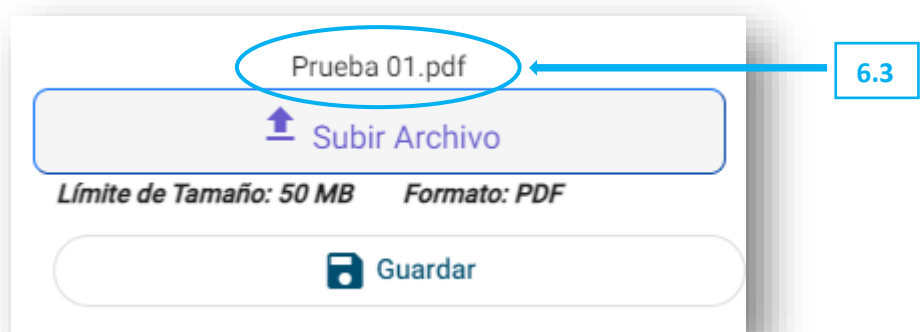 Prueba 01.pdf
6.3
Subir Archivo
Límite de Tamaño: 50 MB Formato: PDF
Guardar